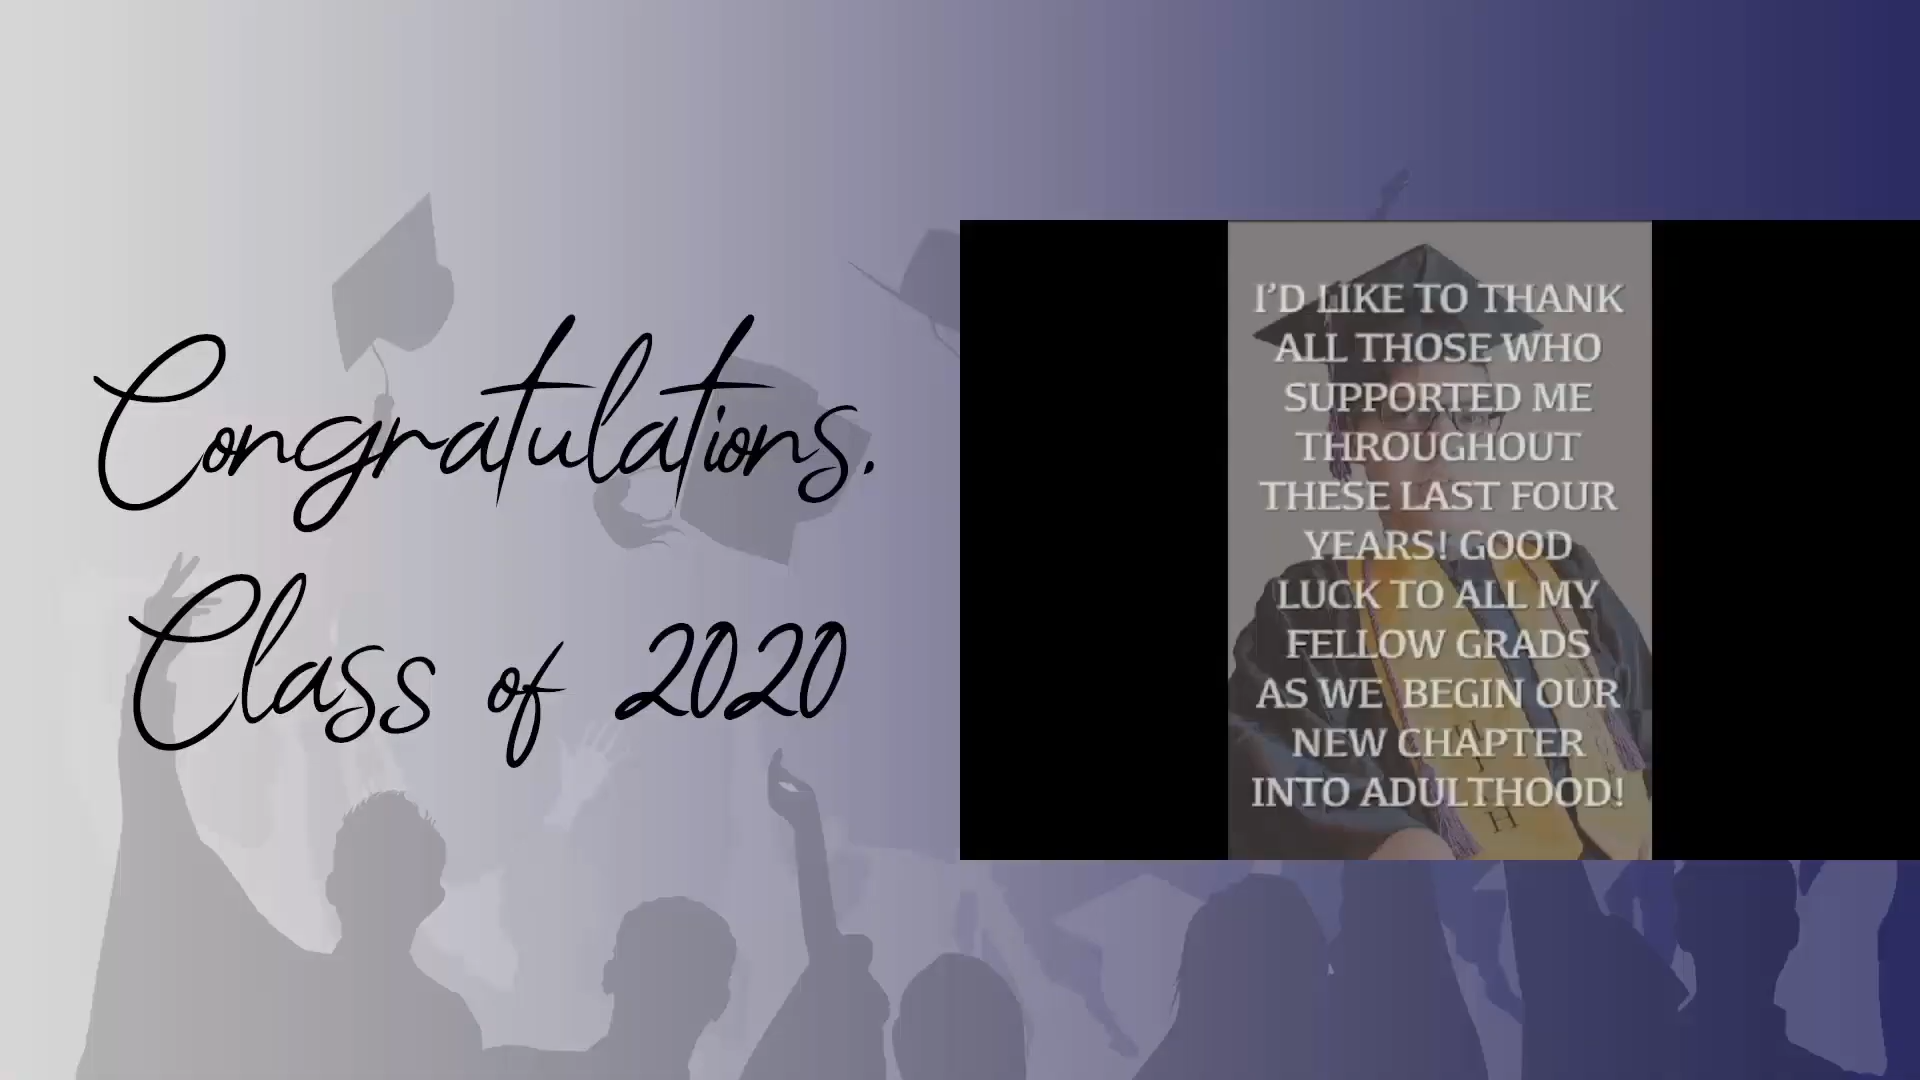 Congratulations,
Class of 2020
I'D LIKE TO THANK
ALL THOSE WHO
SUPPORTED ME
THROUGHOUT
THESE LAST FOUR
YEARS! GOOD
LUCK TO ALL MY
FELLOW GRADS
AS WE BEGIN OUR
NEW CHAPTER
INTO ADULTHOOD!